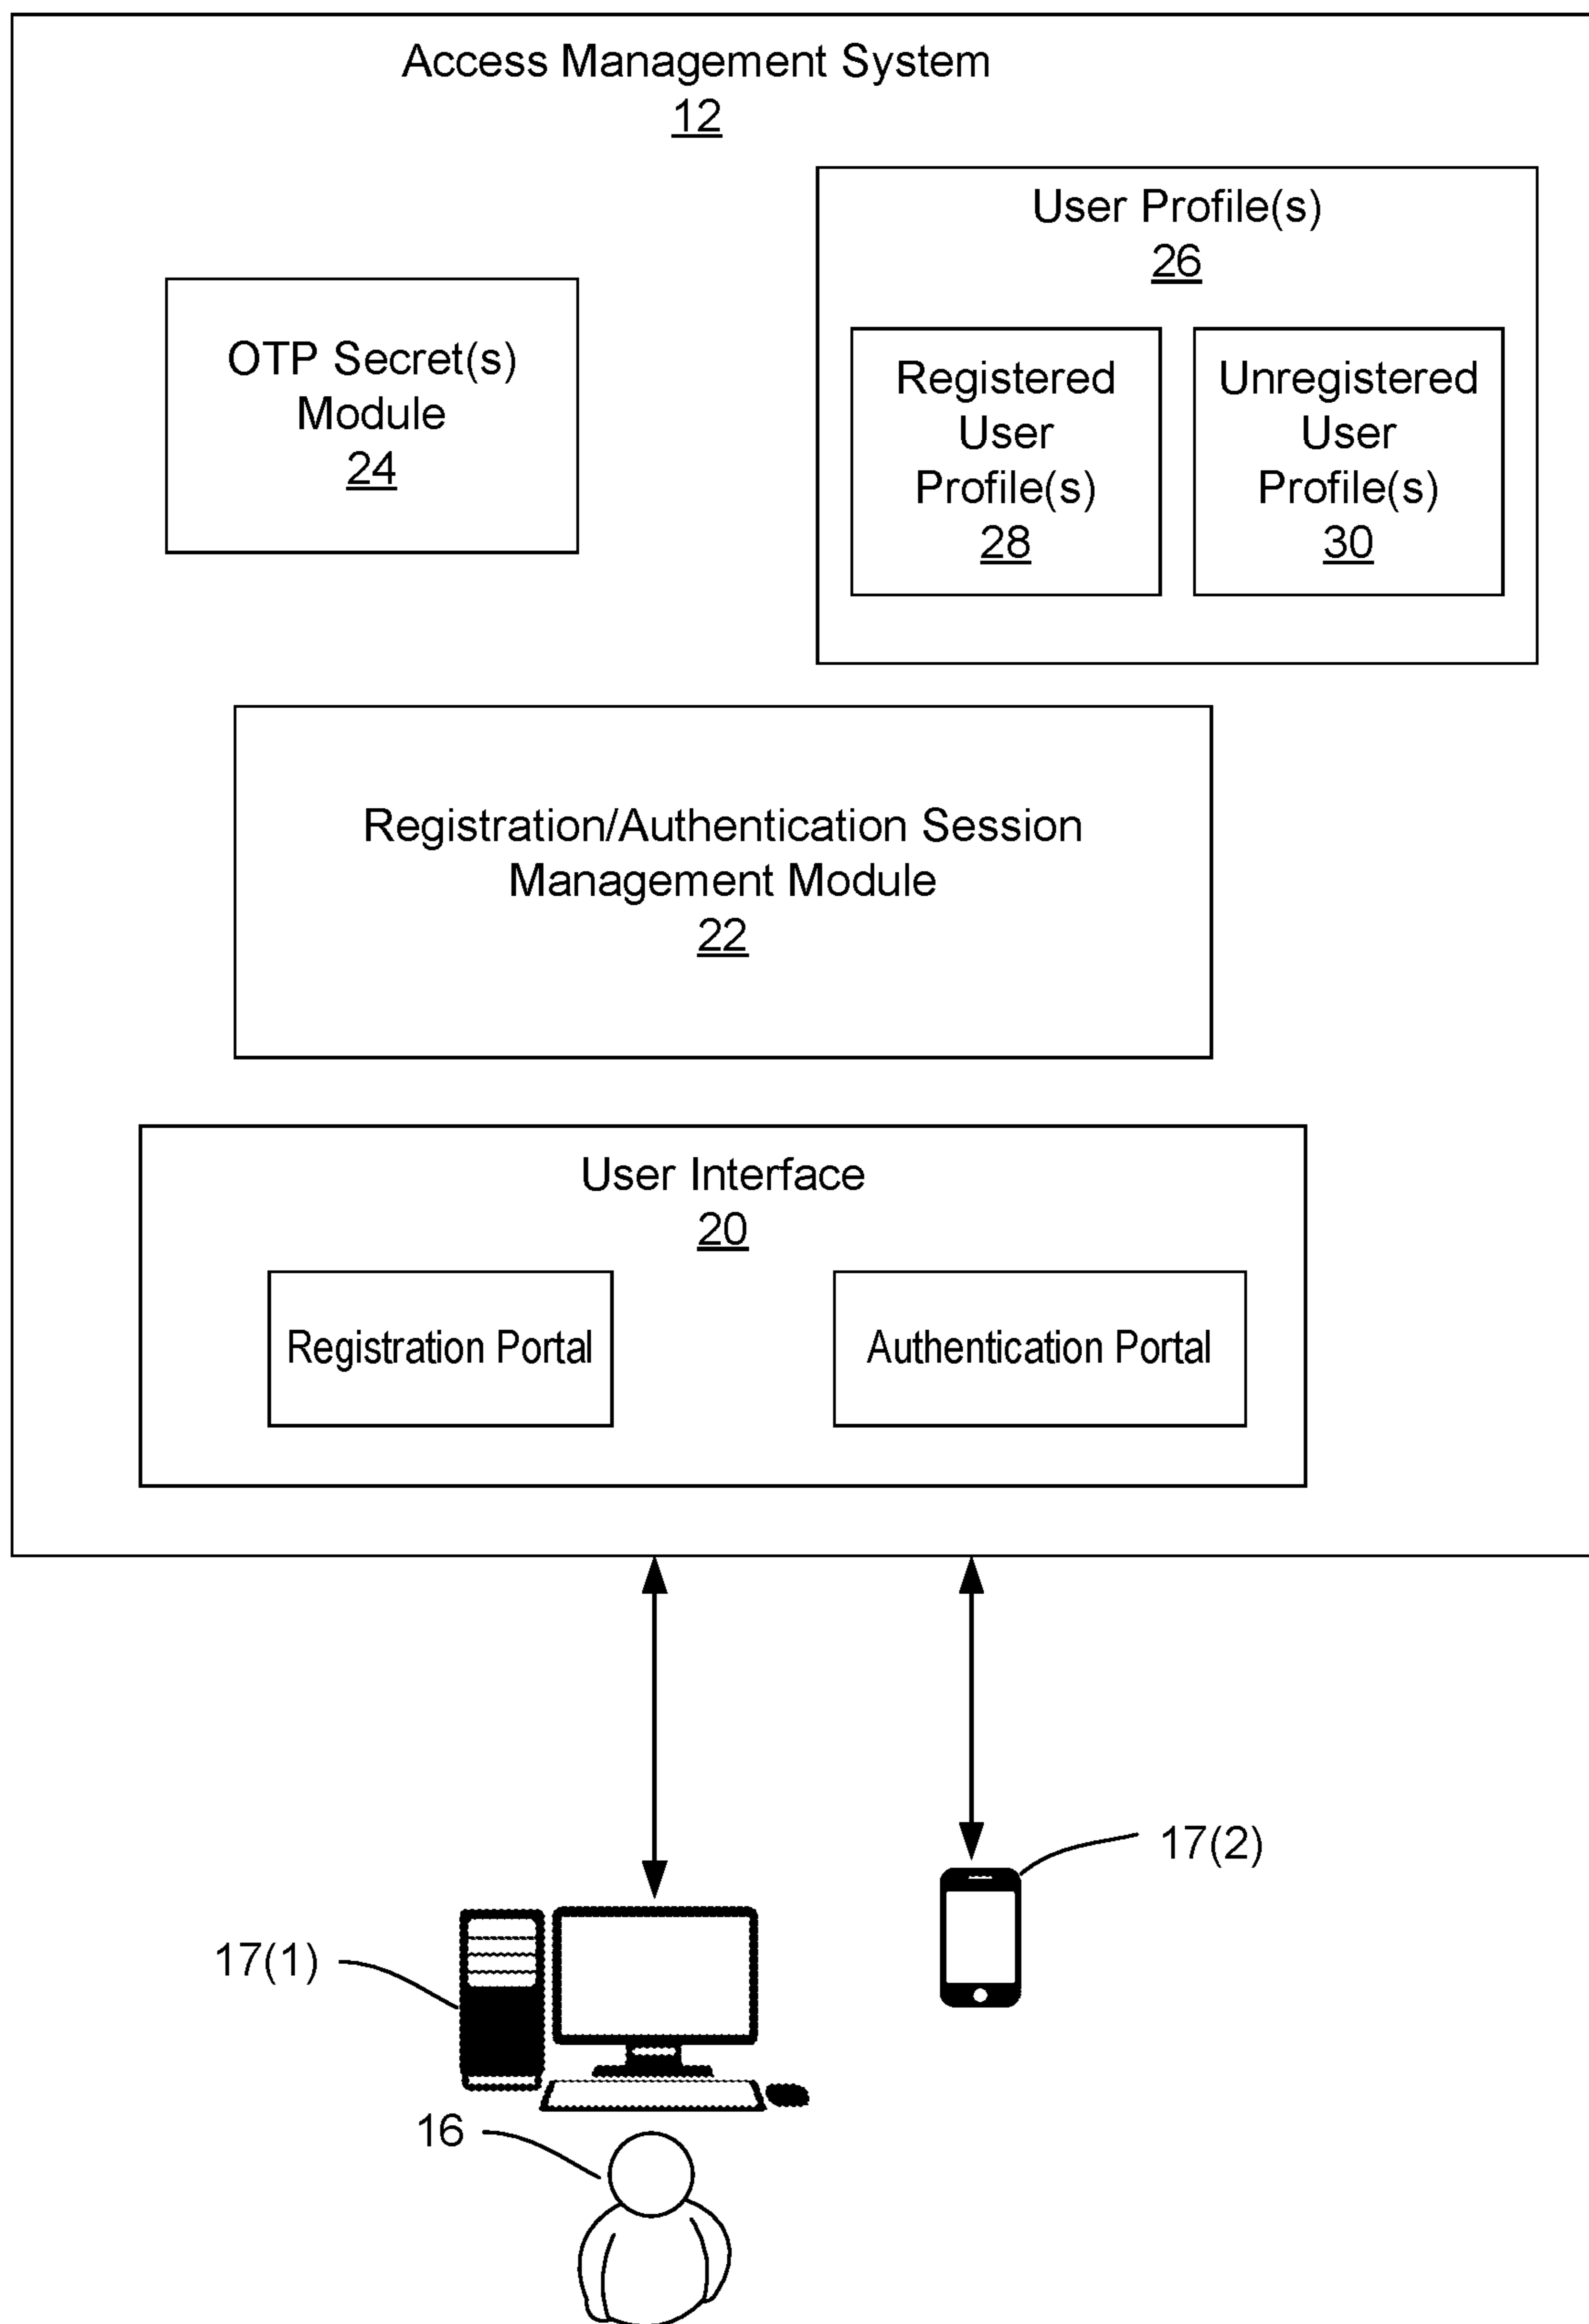 Access Management System
12
User Profile(s)
26
OTP Secret(s)
Module
24
Registered
User
Profile(s)
28
Unregistered
User
Profile(s)
30
Registration/Authentication Session
Management Module
22
User Interface
20
Registration Portal
Authentication Portal
17(2)
17(1)
16